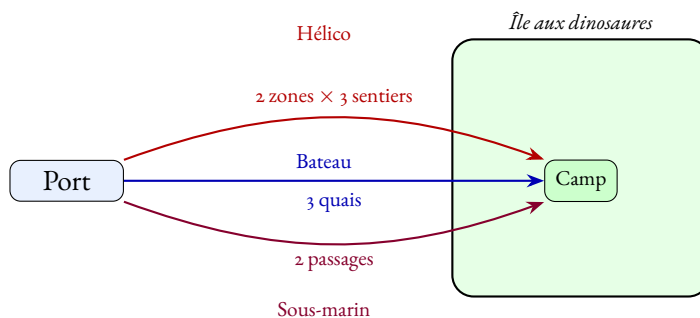 Île aux dinosaures
Hélico
2 zones × 3 sentiers
Bateau
Port
Camp
3 quais
2 passages
Sous-marin